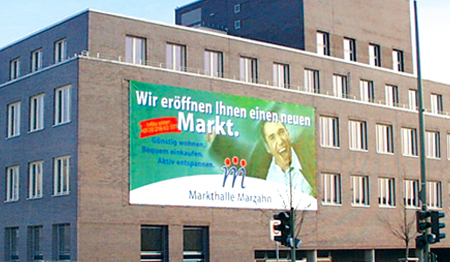 Wir eröffnen Ihnen einen neuen
Markt.
Günstig wohnen.
Bequem einkaufen.
Aktiv entspannen.
m
Markthalle Marzahn